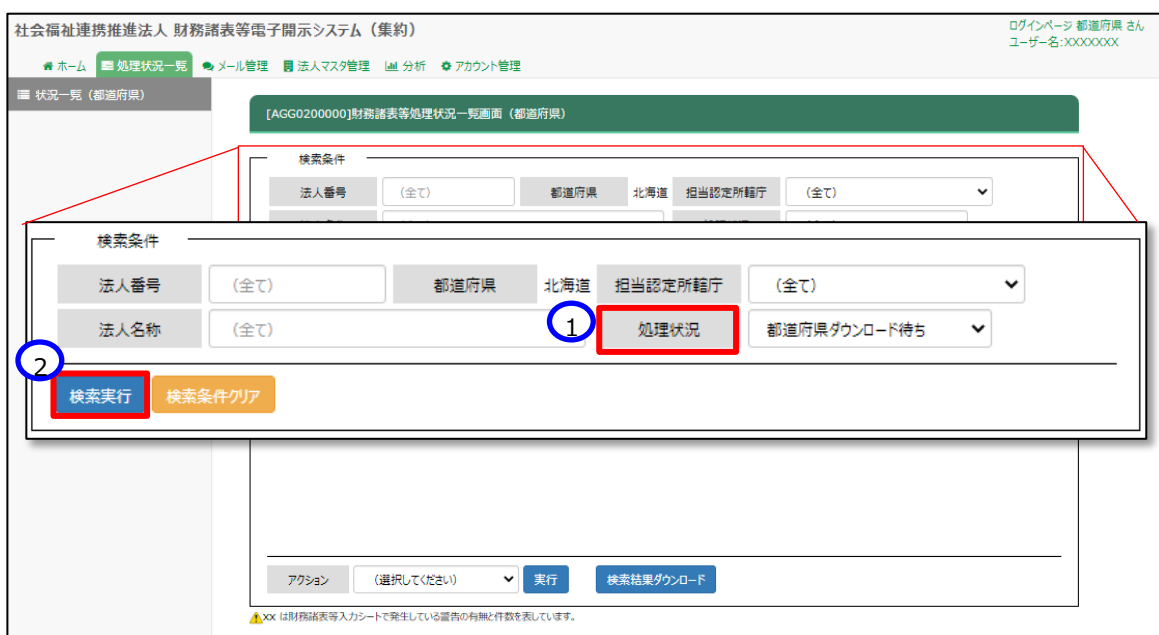 社会福祉連携推進法人 財務諸表等電子開示システム（集約）
ログインページ 都道府県 さん
ユーザー名:XXXXXXX
ホーム 処理状況一覧 メール管理 法人マスタ管理 分析 アカウント管理
状況一覧（都道府県）
[AGG0200000]財務諸表等処理状況一覧画面（都道府県）
検索条件
法人番号 （全て） 都道府県 北海道 担当認定所轄庁 （全て）
検索条件
法人番号 （全て） 都道府県 北海道 担当認定所轄庁 （全て）
法人名称 （全て） 1 処理状況 都道府県ダウンロード待ち
2
検索実行 検索条件クリア
アクション （選択してください） 実行 検索結果ダウンロード
xx は財務諸表等入力シートで発生している警告の有無と件数を表しています。